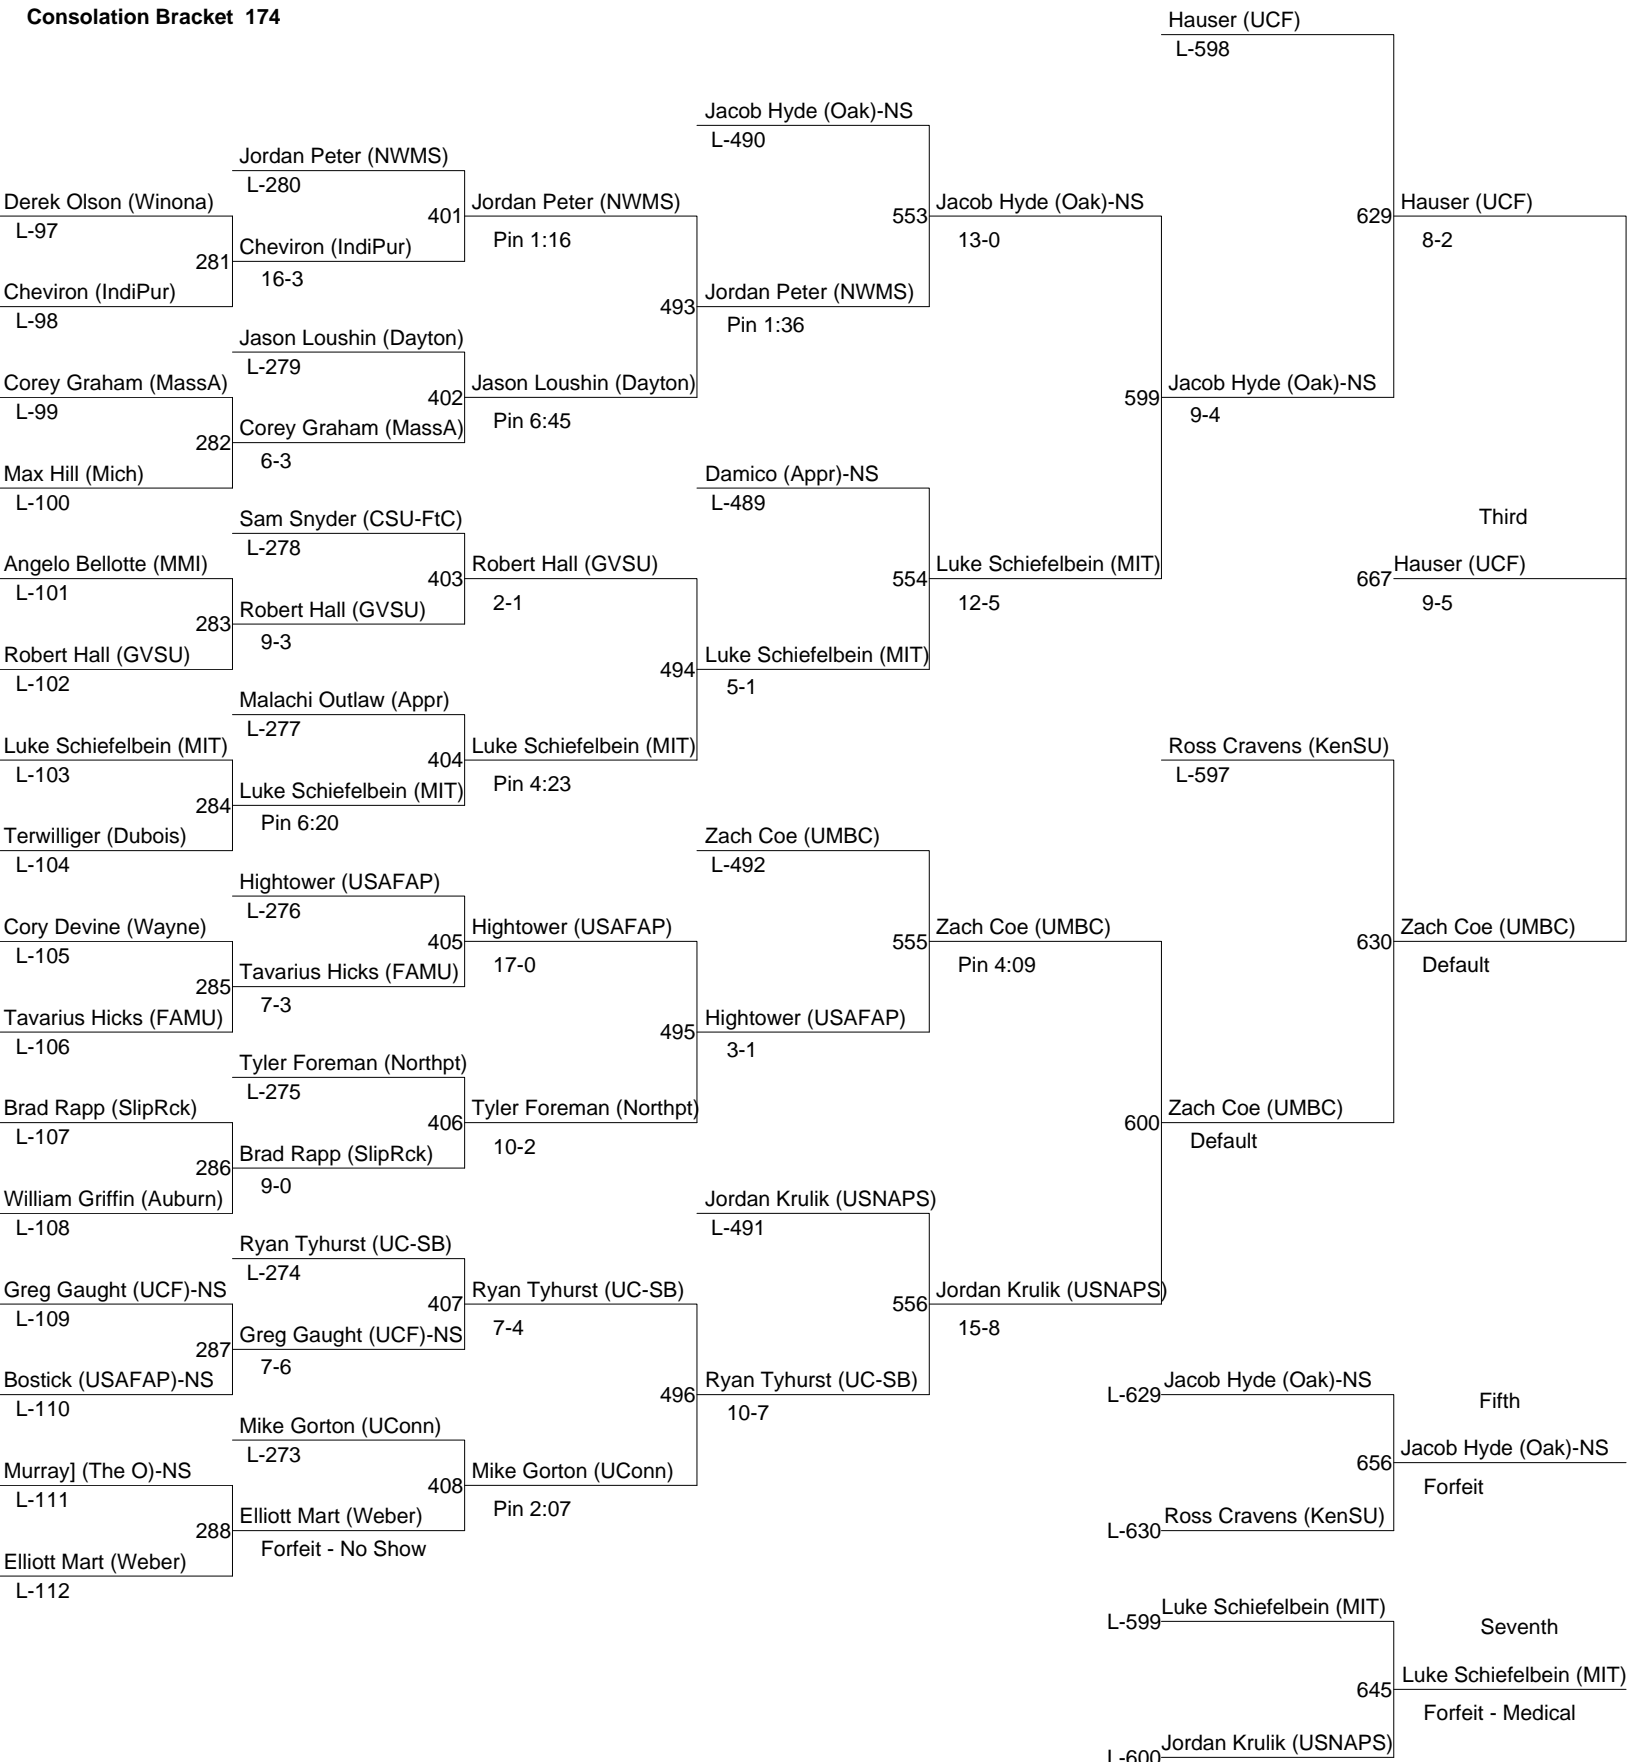 Consolation Bracket 174
Derek Olson (Winona)
L-97
281
Cheviron (IndiPur)
L-98
Corey Graham (MassA)
L-99
282
Max Hill (Mich)
L-100
Angelo Bellotte (MMI)
L-101
283
Robert Hall (GVSU)
L-102
Luke Schiefelbein (MIT)
L-103
284
Terwilliger (Dubois)
L-104
Cory Devine (Wayne)
L-105
285
Tavarius Hicks (FAMU)
L-106
Brad Rapp (SlipRck)
L-107
286
William Griffin (Auburn)
L-108
Greg Gaught (UCF)-NS
L-109
287
Bostick (USAFAP)-NS
L-110
Murray] (The O)-NS
L-111
288
Elliott Mart (Weber)
L-112
Jordan Peter (NWMS)
L-280
401
Cheviron (IndiPur)
16-3
Jason Loushin (Dayton)
L-279
402
Corey Graham (MassA)
6-3
Sam Snyder (CSU-FtC)
L-278
403
Robert Hall (GVSU)
9-3
Malachi Outlaw (Appr)
L-277
404
Luke Schiefelbein (MIT)
Pin 6:20
Hightower (USAFAP)
L-276
405
Tavarius Hicks (FAMU)
7-3
Tyler Foreman (Northpt)
L-275
406
Brad Rapp (SlipRck)
9-0
Ryan Tyhurst (UC-SB)
L-274
407
Greg Gaught (UCF)-NS
7-6
Mike Gorton (UConn)
L-273
408
Elliott Mart (Weber)
Forfeit - No Show
Jordan Peter (NWMS)
Pin 1:16
493
Jason Loushin (Dayton)
Pin 6:45
Robert Hall (GVSU)
2-1
494
Luke Schiefelbein (MIT)
Pin 4:23
Hightower (USAFAP)
17-0
495
Tyler Foreman (Northpt)
10-2
Ryan Tyhurst (UC-SB)
7-4
496
Mike Gorton (UConn)
Pin 2:07
Jacob Hyde (Oak)-NS
L-490
553
Jordan Peter (NWMS)
Pin 1:36
Damico (Appr)-NS
L-489
554
Luke Schiefelbein (MIT)
5-1
Zach Coe (UMBC)
L-492
555
Hightower (USAFAP)
3-1
Jordan Krulik (USNAPS)
L-491
556
Ryan Tyhurst (UC-SB)
10-7
Jacob Hyde (Oak)-NS
13-0
599
Luke Schiefelbein (MIT)
12-5
Zach Coe (UMBC)
Pin 4:09
600
Jordan Krulik (USNAPS)
15-8
Hauser (UCF)
L-598
629
Jacob Hyde (Oak)-NS
9-4
Ross Cravens (KenSU)
L-597
630
Zach Coe (UMBC)
Default
Hauser (UCF)
8-2
Third
667
Hauser (UCF)
9-5
Zach Coe (UMBC)
Default
L-629
Jacob Hyde (Oak)-NS
Fifth
656
Jacob Hyde (Oak)-NS
Forfeit
L-630
Ross Cravens (KenSU)
L-599
Luke Schiefelbein (MIT)
Seventh
645
Luke Schiefelbein (MIT)
Forfeit - Medical
L-600
Jordan Krulik (USNAPS)